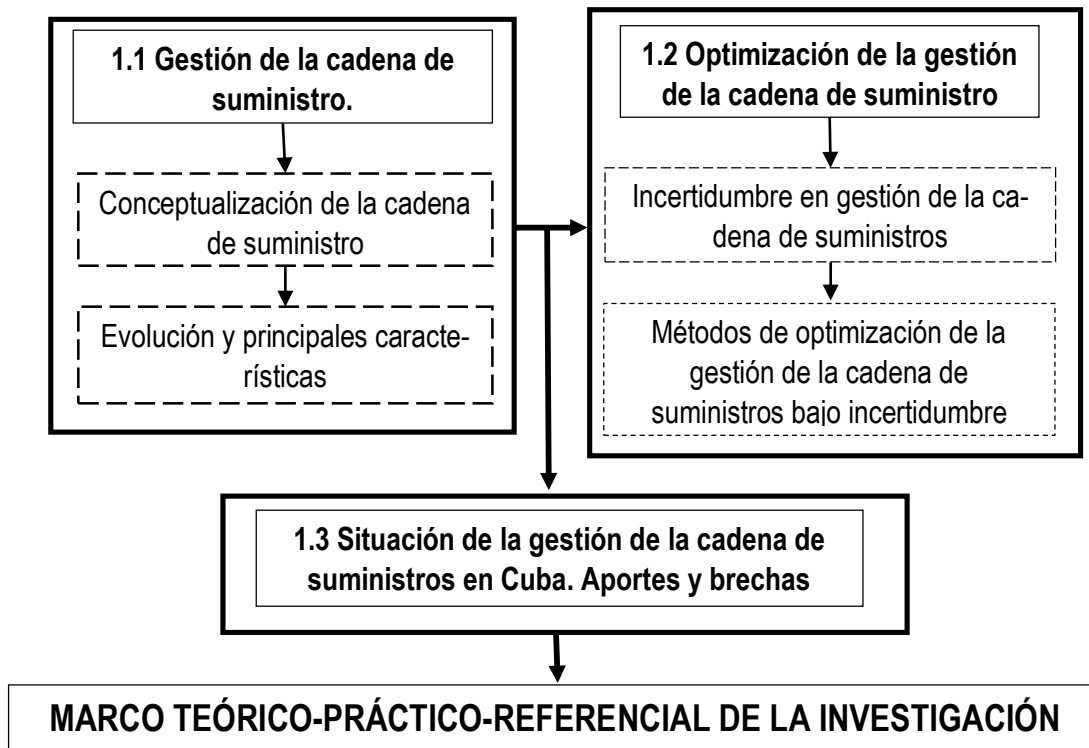 1.1 Gestión de la cadena de
suministro.
Conceptualización de la cadena
de suministro
Evolución y principales caracte-
rísticas
1.2 Optimización de la gestión
de la cadena de suministro
Incertidumbre en gestión de la ca-
dena de suministros
Métodos de optimización de la
gestión de la cadena de
suministros bajo incertidumbre
1.3 Situación de la gestión de la cadena de
suministros en Cuba. Aportes y brechas
MARCO TEÓRICO-PRÁCTICO-REFERENCIAL DE LA INVESTIGACIÓN